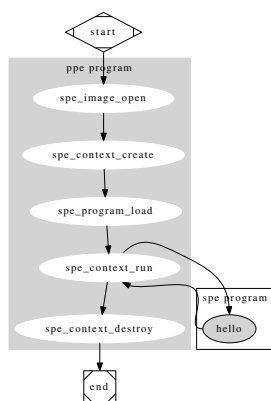 start
ppe program
spe_image_open
spe_context_create
spe_program_load
spe_context_run
spe program
hello
spe_context_destroy
end